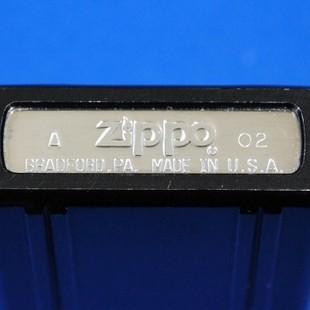 A Zippo® 02
BRADFORD, PA. MADE IN U.S.A.